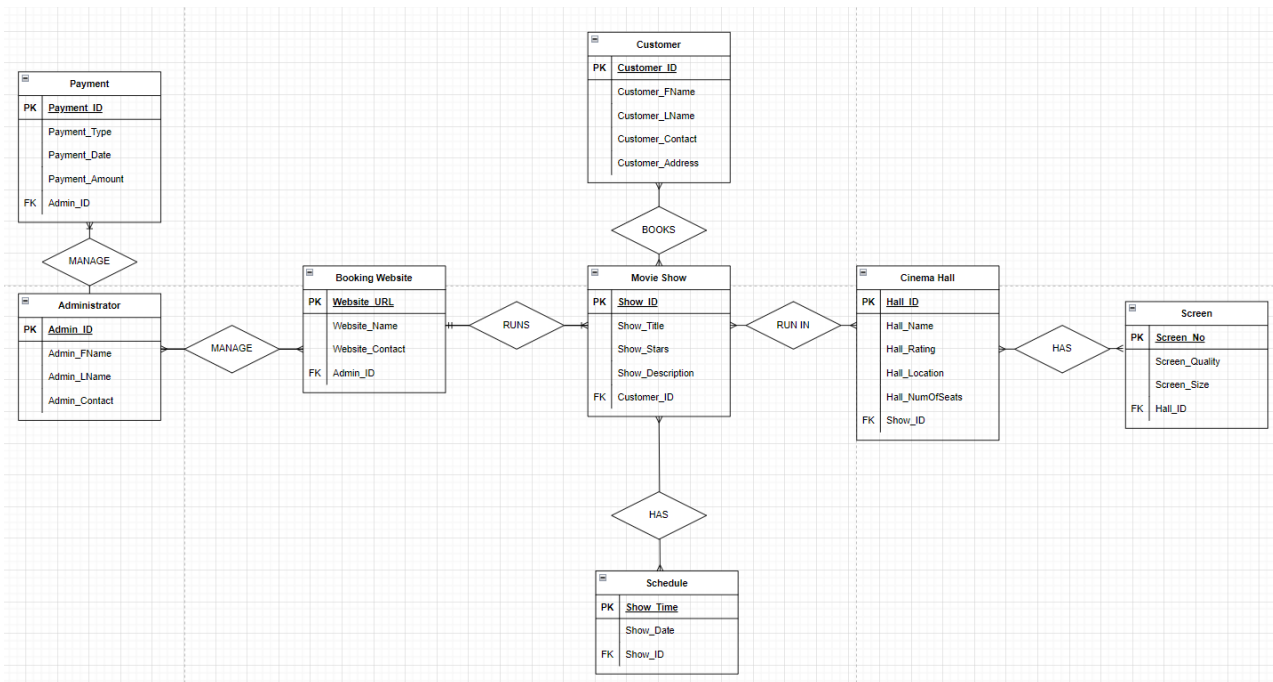 Customer
PK Customer_ID
Customer_FName
Customer_LName
Customer_Contact
Customer_Address
Payment
PK Payment_ID
Payment_Type
Payment_Date
Payment_Amount
FK Admin_ID
BOOKS
MANAGE
Administrator
PK Admin_ID
Admin_FName
Admin_LName
Admin_Contact
MANAGE
Booking Website
PK Website_URL
Website_Name
Website_Contact
FK Admin_ID
RUNS
Movie Show
PK Show_ID
Show_Title
Show_Stars
Show_Description
FK Customer_ID
RUN IN
Cinema Hall
PK Hall_ID
Hall_Name
Hall_Rating
Hall_Location
Hall_NumOfSeats
FK Show_ID
HAS
Screen
PK Screen_No
Screen_Quality
Screen_Size
FK Hall_ID
HAS
Schedule
PK Show_Time
Show_Date
FK Show_ID